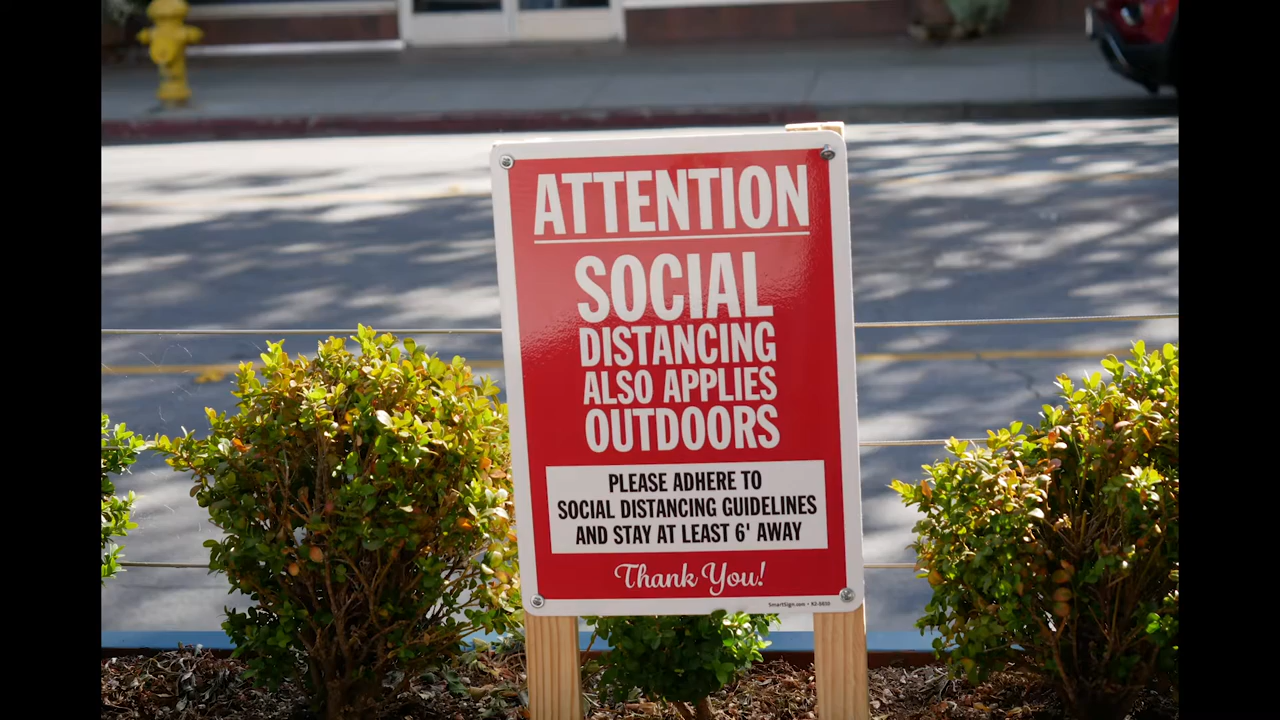 ATTENTION
SOCIAL
DISTANCING
ALSO APPLIES
OUTDOORS
PLEASE ADHERE TO
SOCIAL DISTANCING GUIDELINES
AND STAY AT LEAST 6' AWAY
Thank You!